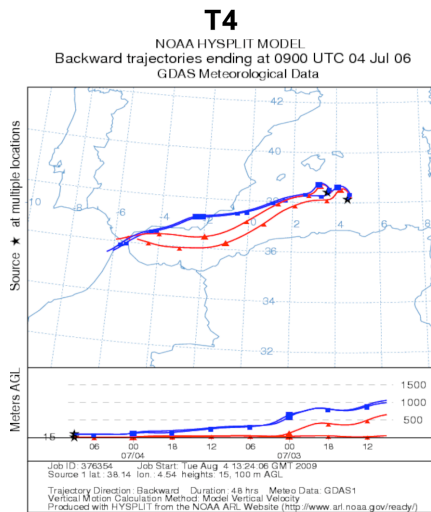 T4
NOAA HYSPLIT MODEL
Backward trajectories ending at 0900 UTC 04 Jul 06
GDAS Meteorological Data
Source ★ at multiple locations
42
40
10 -8 -6 -4 -2 0 2 4 6 8
38
36
34
32
Meters AGL
1500
1000
500
15
06 00 18 12 06 00 18 12
07/04 07/03
Job ID: 376354 Job Start: Tue Aug 4 13:24:06 GMT 2009
Source 1 lat.: 38.14 lon.: 4.54 heights: 15, 100 m AGL
Trajectory Direction: Backward Duration: 48 hrs Meteo Data: GDAS1
Vertical Motion Calculation Method: Model Vertical Velocity
Produced with HYSPLIT from the NOAA ARL Website (http://www.arl.noaa.gov/ready/)